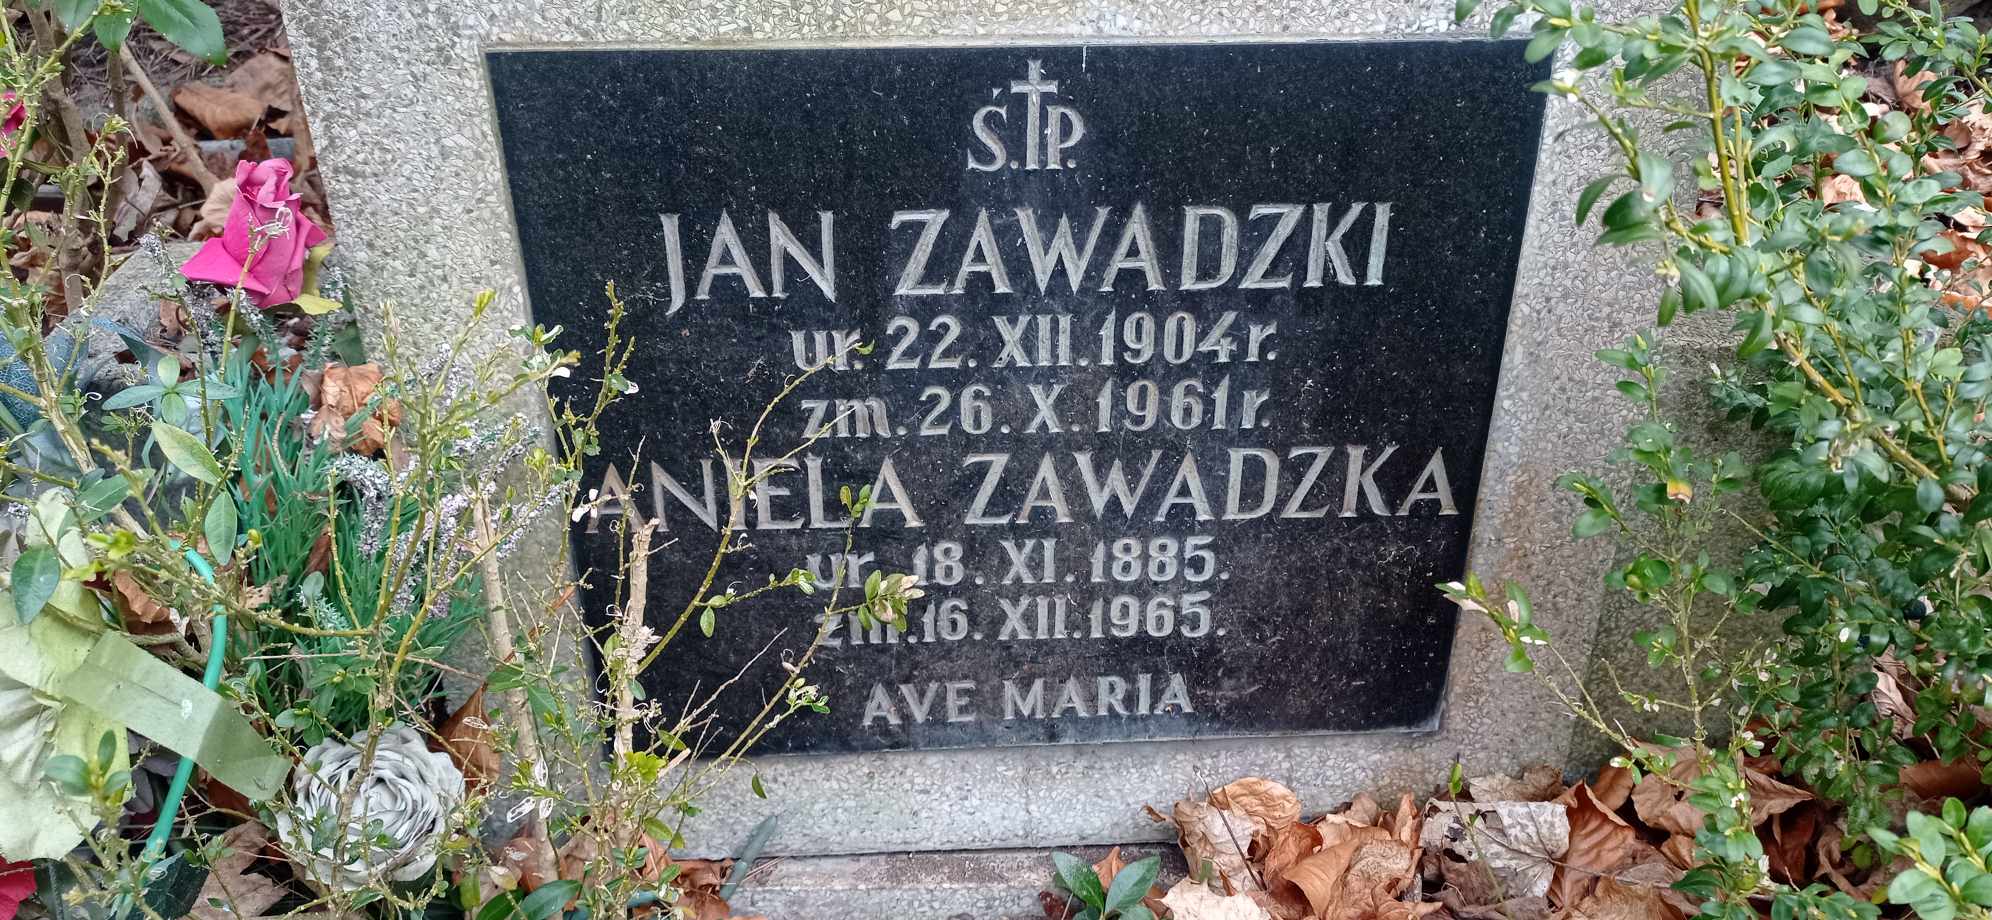 Ś.†P.
JAN ZAWADZKI
ur. 22. XII. 1904 r.
zm. 26. X. 1961 r.
ANIELA ZAWADZKA
ur. 18. XI. 1885.
zm. 16. XII. 1965.
AVE MARIA